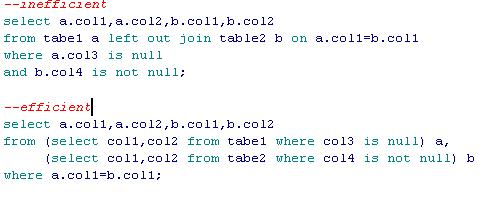 --inefficient
select a.col1,a.col2,b.col1,b.col2
from tabe1 a left out join table2 b on a.col1=b.col1
where a.col3 is null
and b.col4 is not null;
--efficient
select a.col1,a.col2,b.col1,b.col2
from (select col1,col2 from tabe1 where col3 is null) a,
(select col1,col2 from tabe2 where col4 is not null) b
where a.col1=b.col1;